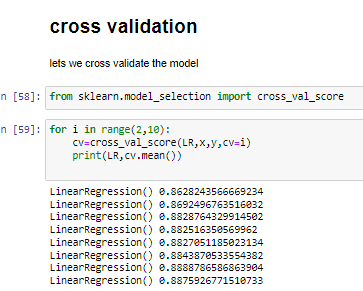 cross validation
lets we cross validate the model
n [58]: from sklearn.model_selection import cross_val_score
n [59]: for i in range(2,10):
cv=cross_val_score(LR,x,y,cv=i)
print(LR,cv.mean())
LinearRegression() 0.8628243566669234
LinearRegression() 0.8692496763516032
LinearRegression() 0.8828764329914502
LinearRegression() 0.882516350569962
LinearRegression() 0.8827051185023134
LinearRegression() 0.8843870533554382
LinearRegression() 0.8888786586863904
LinearRegression() 0.8875926771510733